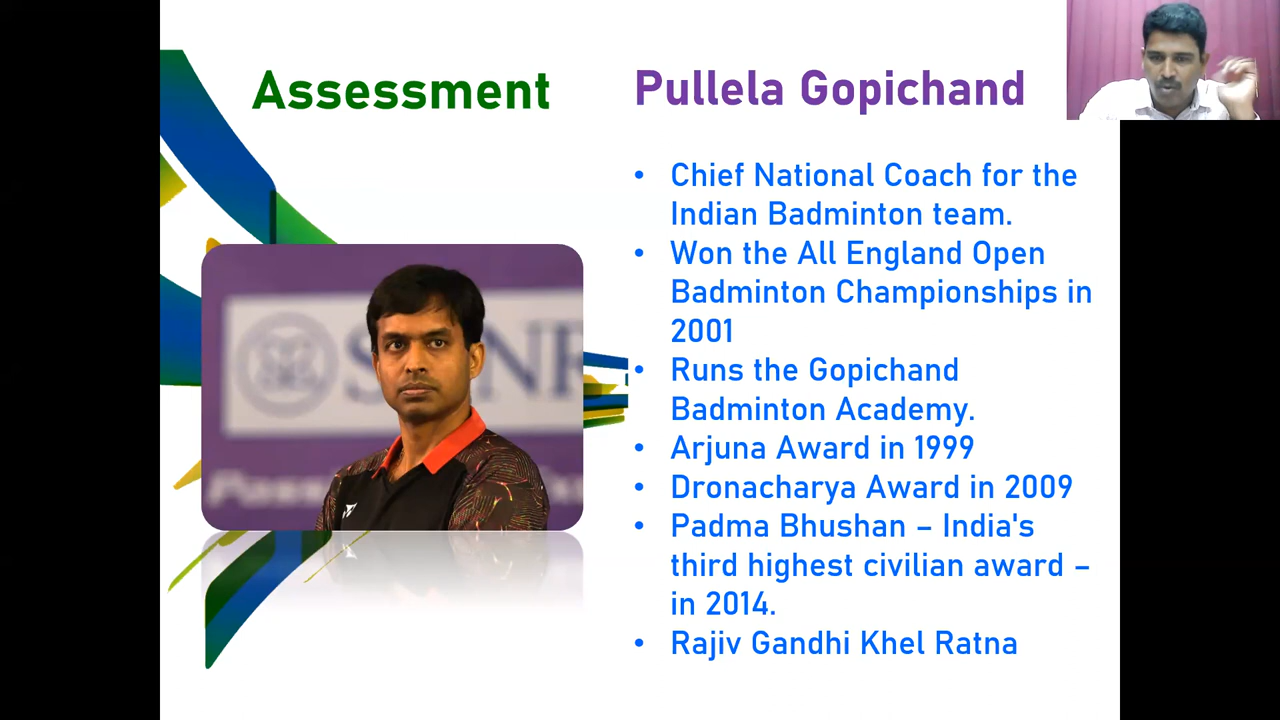 Assessment
Pullela Gopichand
• Chief National Coach for the
Indian Badminton team.
• Won the All England Open
Badminton Championships in
2001
• Runs the Gopichand
Badminton Academy.
• Arjuna Award in 1999
• Dronacharya Award in 2009
• Padma Bhushan – India's
third highest civilian award –
in 2014.
• Rajiv Gandhi Khel Ratna